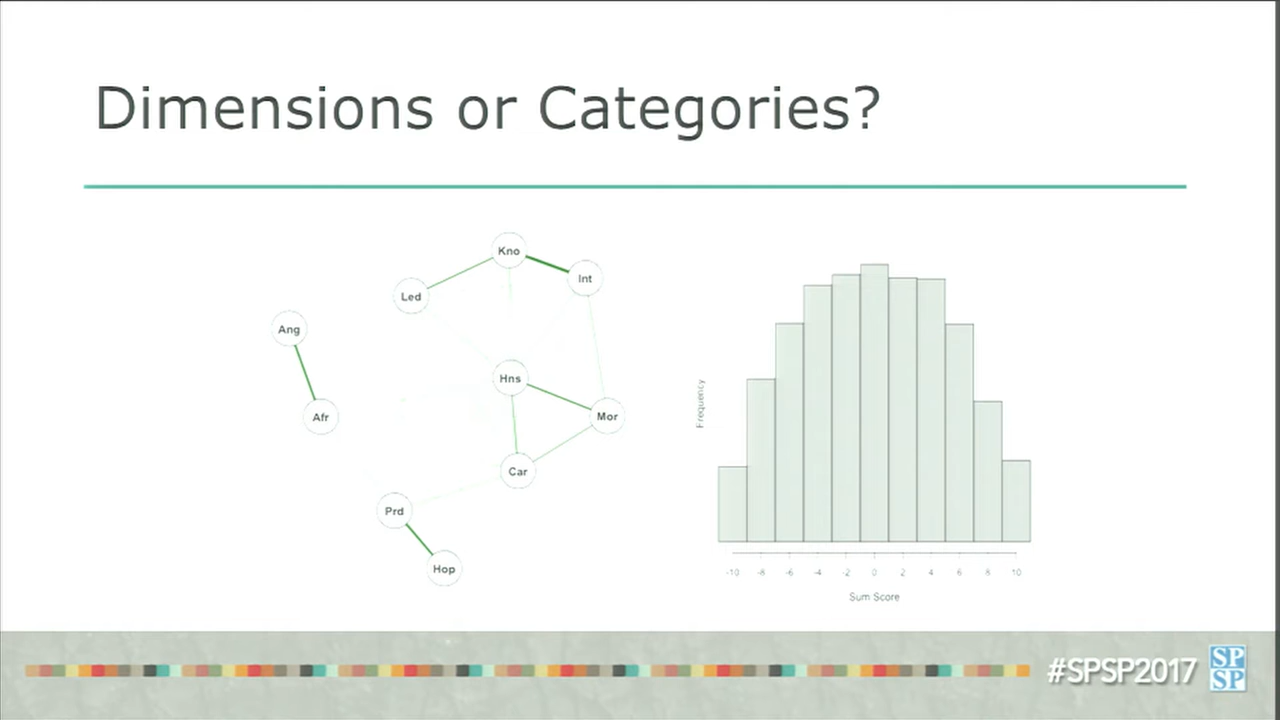 Dimensions or Categories?
Kno
Int
Led
Ang
Hns
Afr
Mor
Car
Prd
Hop
Frequency
-10 -8 -6 -4 -2 0 2 4 6 8 10
Sum Score
#SPSP2017
SP
SP